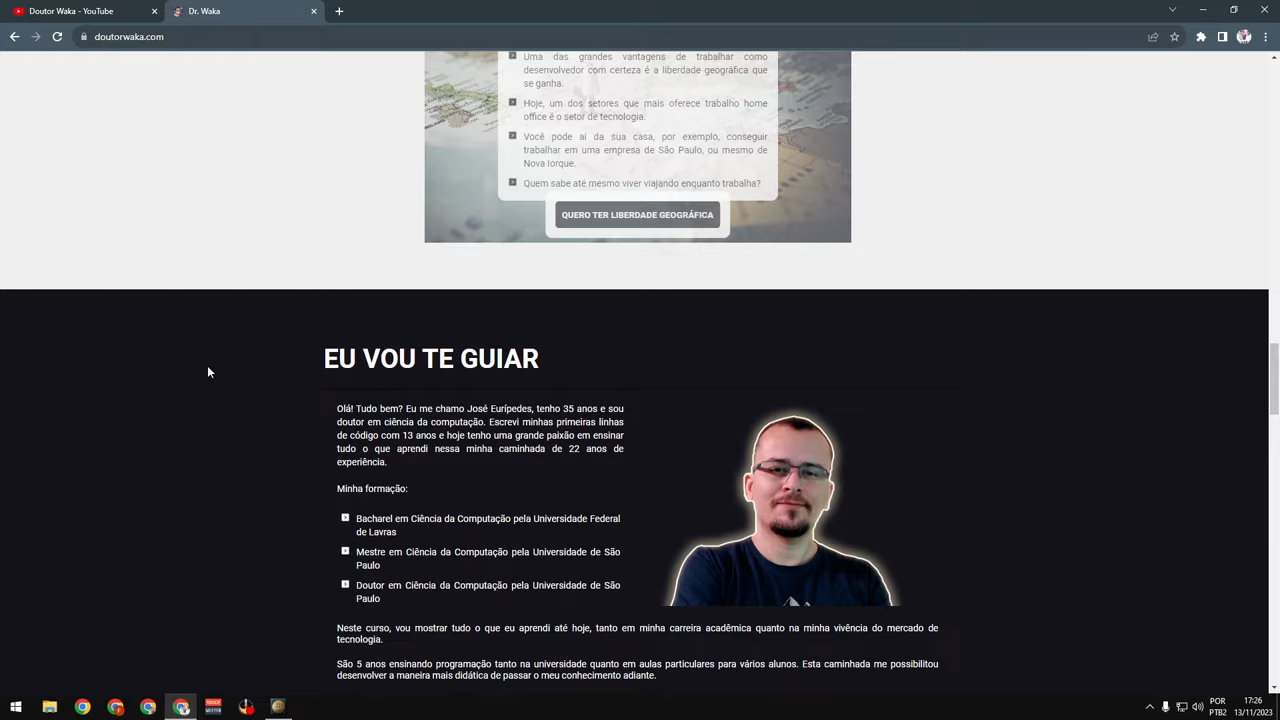 Doutor Waka - YouTube
Dr. Waka
doutorwaka.com
Uma das grandes vantagens de trabalhar como
desenvolvedor com certeza é a liberdade geográfica que
se ganha.
Hoje, um dos setores que mais oferece trabalho home
office é o setor de tecnologia.
Você pode aí da sua casa, por exemplo, conseguir
trabalhar em uma empresa de São Paulo, ou mesmo de
Nova Iorque.
Quem sabe até mesmo viver viajando enquanto trabalha?
QUERO TER LIBERDADE GEOGRÁFICA
EU VOU TE GUIAR
Olá! Tudo bem? Eu me chamo José Eurípedes, tenho 35 anos e sou
doutor em ciência da computação. Escrevi minhas primeiras linhas
de código com 13 anos e hoje tenho uma grande paixão em ensinar
tudo o que aprendi nessa minha caminhada de 22 anos de
experiência.
Minha formação:
Bacharel em Ciência da Computação pela Universidade Federal
de Lavras
Mestre em Ciência da Computação pela Universidade de São
Paulo
Doutor em Ciência da Computação pela Universidade de São
Paulo
Neste curso, vou mostrar tudo o que eu aprendi até hoje, tanto em minha carreira acadêmica quanto na minha vivência do mercado de
tecnologia.
São 5 anos ensinando programação tanto na universidade quanto em aulas particulares para vários alunos. Esta caminhada me possibilitou
desenvolver a maneira mais didática de passar o meu conhecimento adiante.
POR
PTB2
17:26
13/11/2023